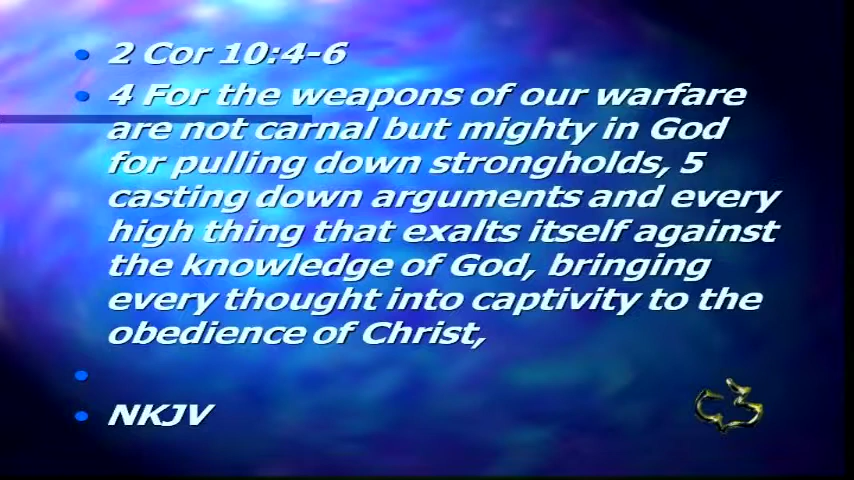 2 Cor 10:4-6
4 For the weapons of our warfare
are not carnal but mighty in God
for pulling down strongholds, 5
casting down arguments and every
high thing that exalts itself against
the knowledge of God, bringing
every thought into captivity to the
obedience of Christ,
NKJV
C3